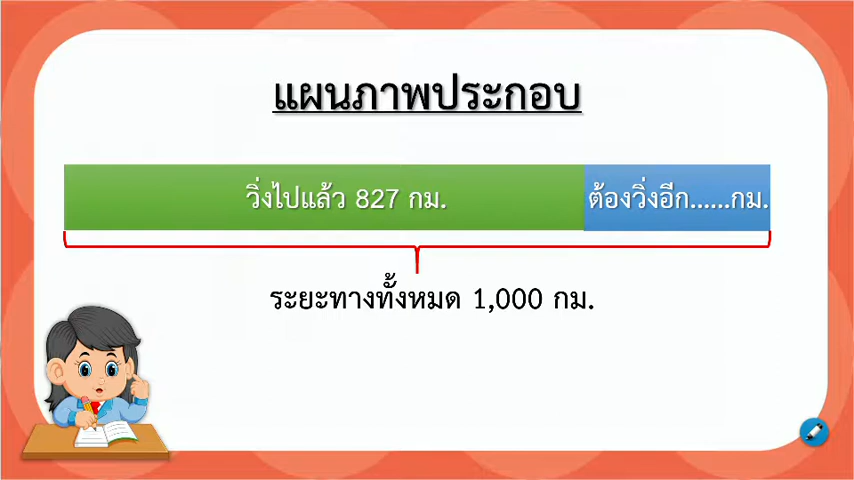 แผนภาพประกอบ
วิ่งไปแล้ว 827 กม.
ต้องวิ่งอีก......กม.
ระยะทางทั้งหมด 1,000 กม.